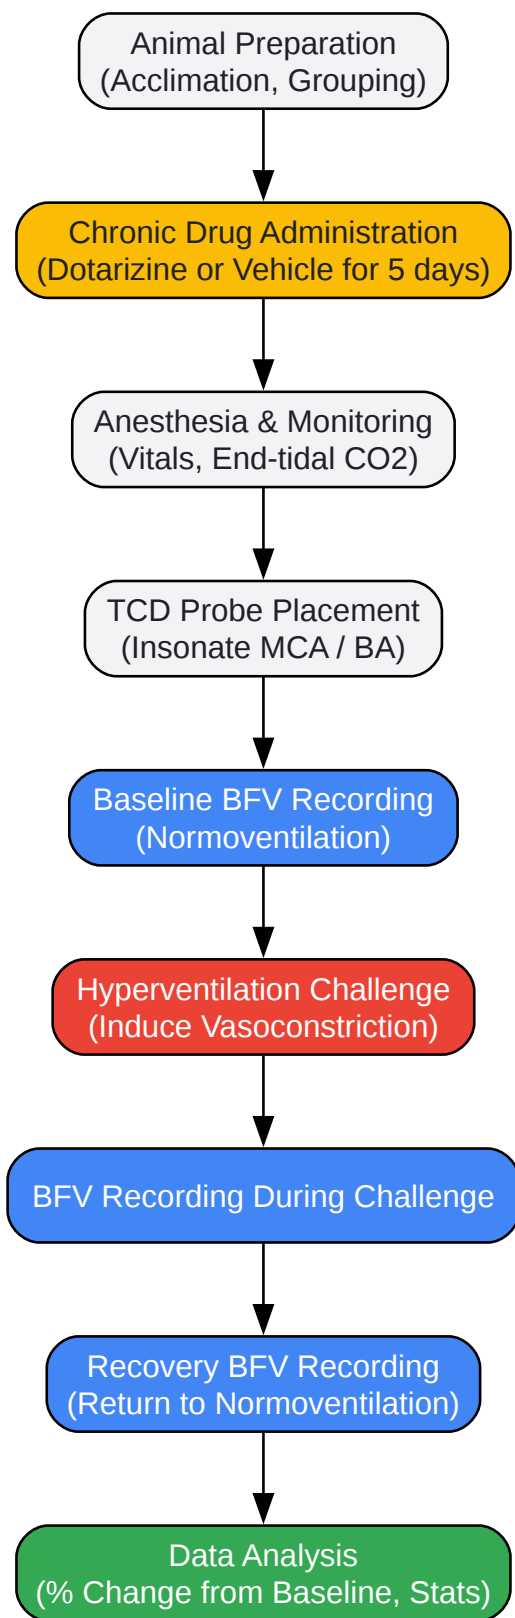 Animal Preparation
(Acclimation, Grouping)
Chronic Drug Administration
(Dotarizine or Vehicle for 5 days)
Anesthesia & Monitoring
(Vitals, End-tidal CO2)
TCD Probe Placement
(Insonate MCA / BA)
Baseline BFV Recording
(Normoventilation)
Hyperventilation Challenge
(Induce Vasoconstriction)
BFV Recording During Challenge
Recovery BFV Recording
(Return to Normoventilation)
Data Analysis
(% Change from Baseline, Stats)